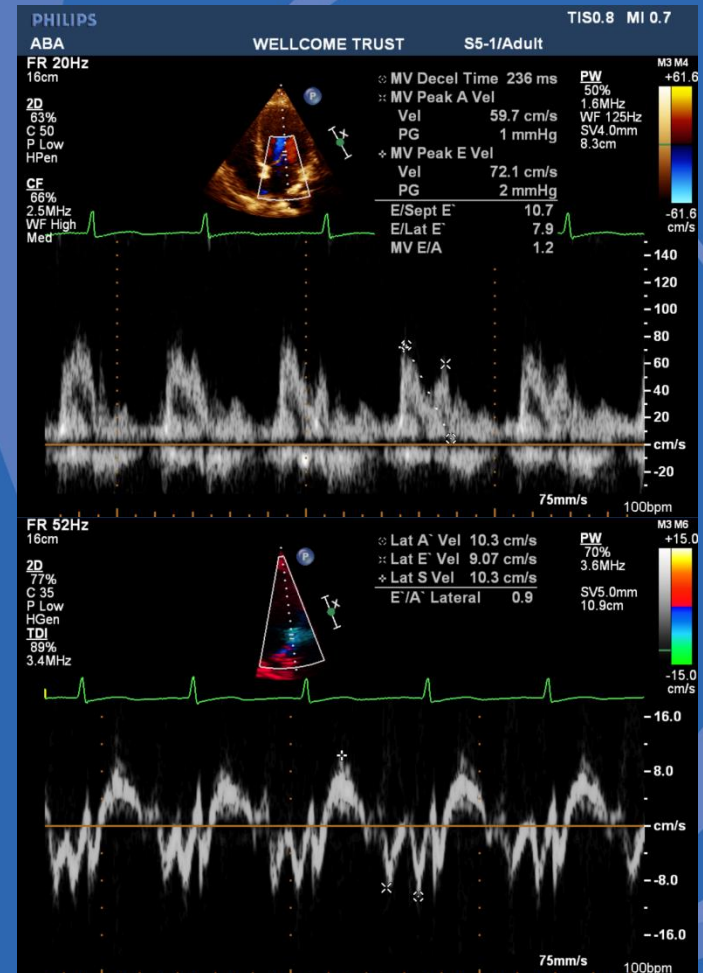 PHILIPS
TIS0.8 MI 0.7
ABA WELLCOME TRUST S5-1/Adult
FR 20Hz
16cm
2D
63%
C 50
P Low
HPen
CF
66%
2.5MHz
WF High
Med
P
MV Decel Time 236 ms
MV Peak A Vel
Vel 59.7 cm/s
PG 1 mmHg
MV Peak E Vel
Vel 72.1 cm/s
PG 2 mmHg
E/Sept E` 10.7
E/Lat E` 7.9
MV E/A 1.2
PW
50%
1.6MHz
WF 125Hz
SV4.0mm
8.3cm
M3 M4
+61.6
-61.6
cm/s
140
120
100
80
60
40
20
cm/s
-20
75mm/s
100bpm
FR 52Hz
16cm
2D
77%
C 35
P Low
HGen
TDI
89%
3.4MHz
P
Lat A` Vel 10.3 cm/s
Lat E` Vel 9.07 cm/s
Lat S Vel 10.3 cm/s
E`/A` Lateral 0.9
PW
70%
3.6MHz
SV5.0mm
10.9cm
M3 M6
+15.0
-15.0
cm/s
16.0
8.0
cm/s
-8.0
-16.0
75mm/s
100bpm